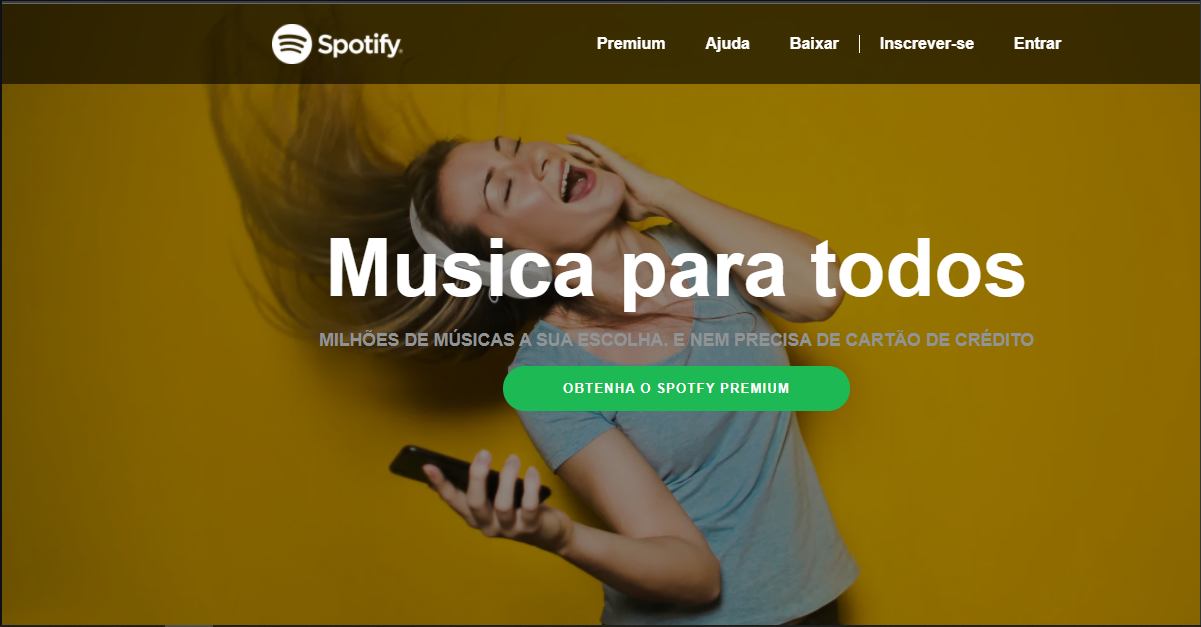 Spotify
Premium Ajuda Baixar Inscrever-se Entrar
Musica para todos
MILHÕES DE MÚSICAS A SUA ESCOLHA. E NEM PRECISA DE CARTÃO DE CRÉDITO
OBTENHA O SPOTFY PREMIUM